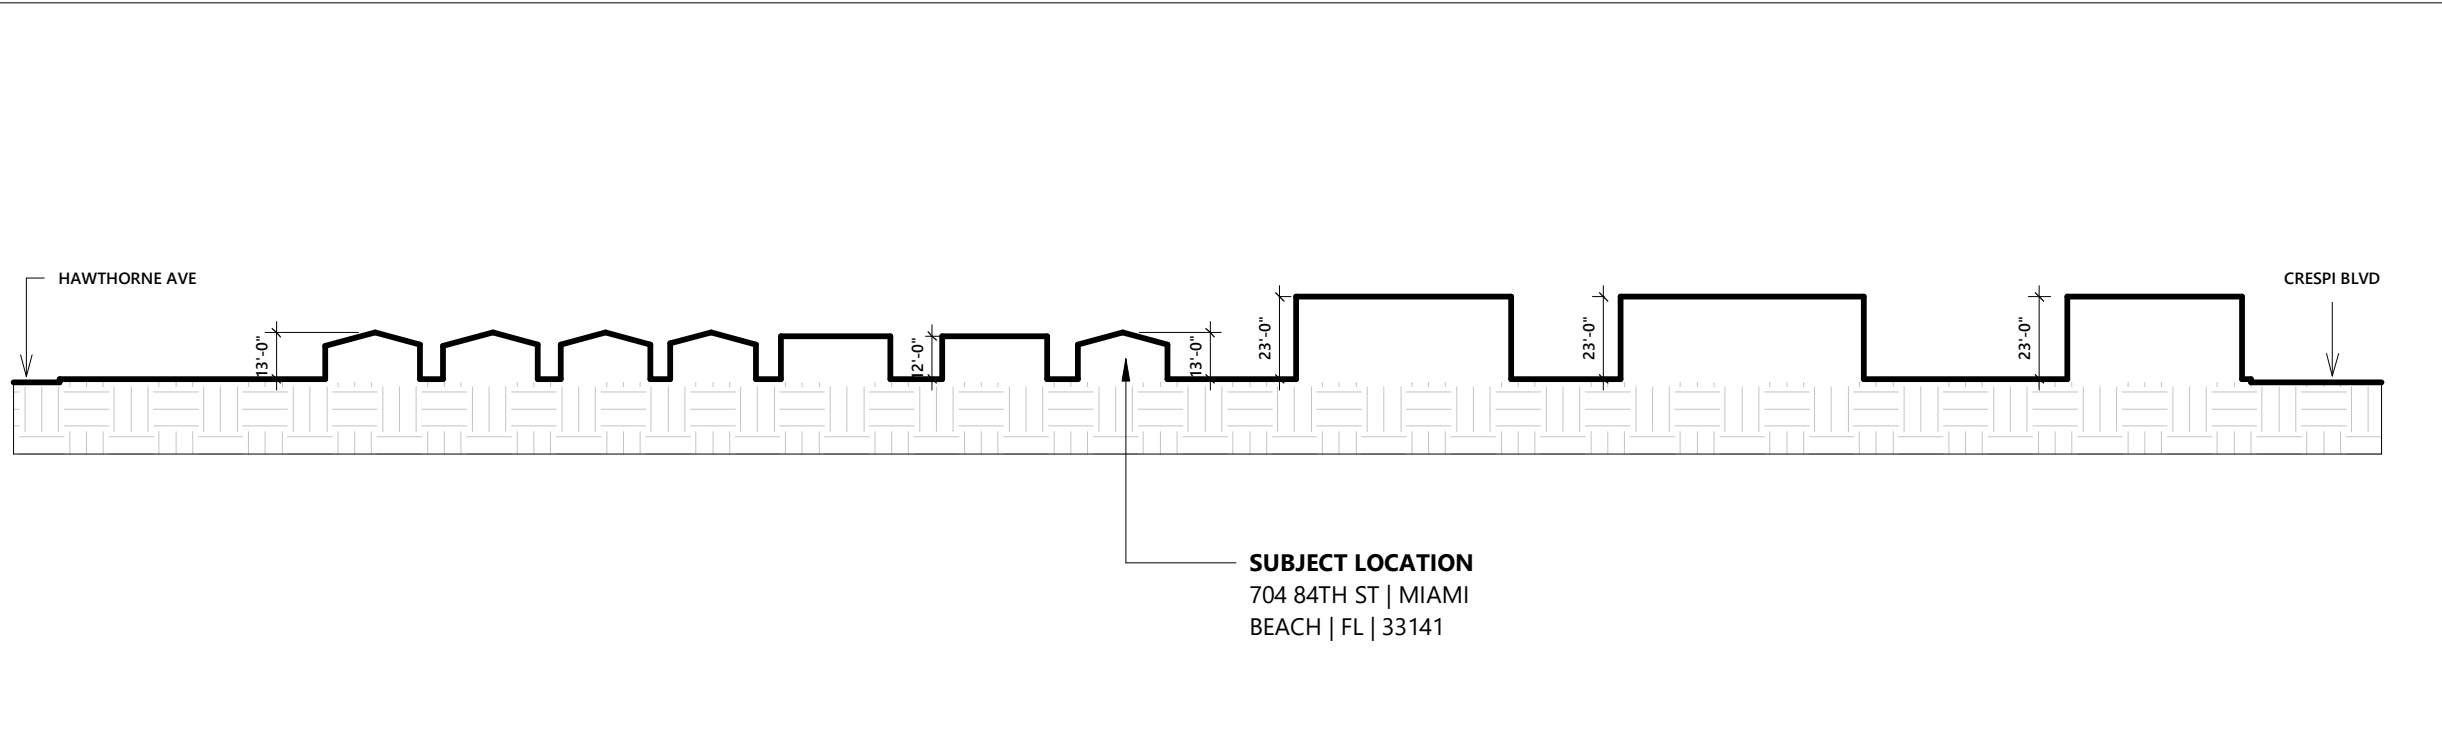 HAWTHORNE AVE
CRESPI BLVD
13'-0"
12'-0"
13'-0"
23'-0"
23'-0"
23'-0"
SUBJECT LOCATION
704 84TH ST | MIAMI
BEACH | FL | 33141